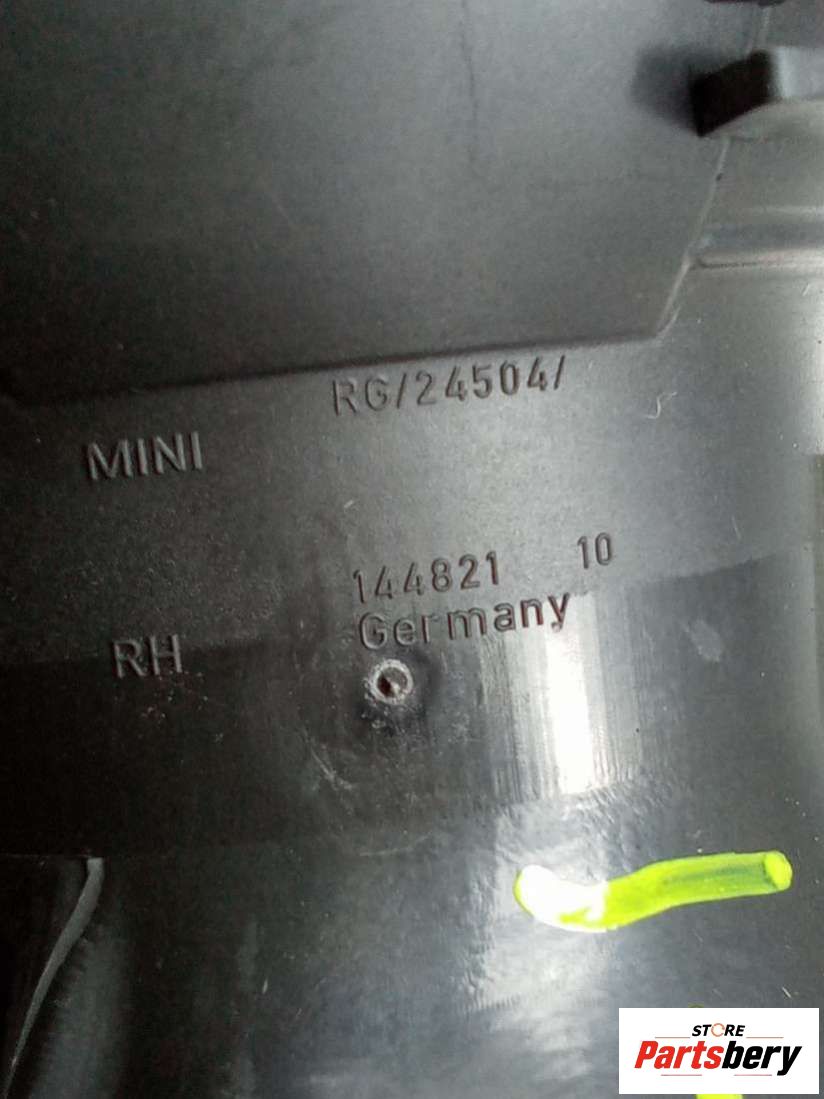 RG/24504/
MINI
144821 10
Germany
RH
STORE
Partsbery